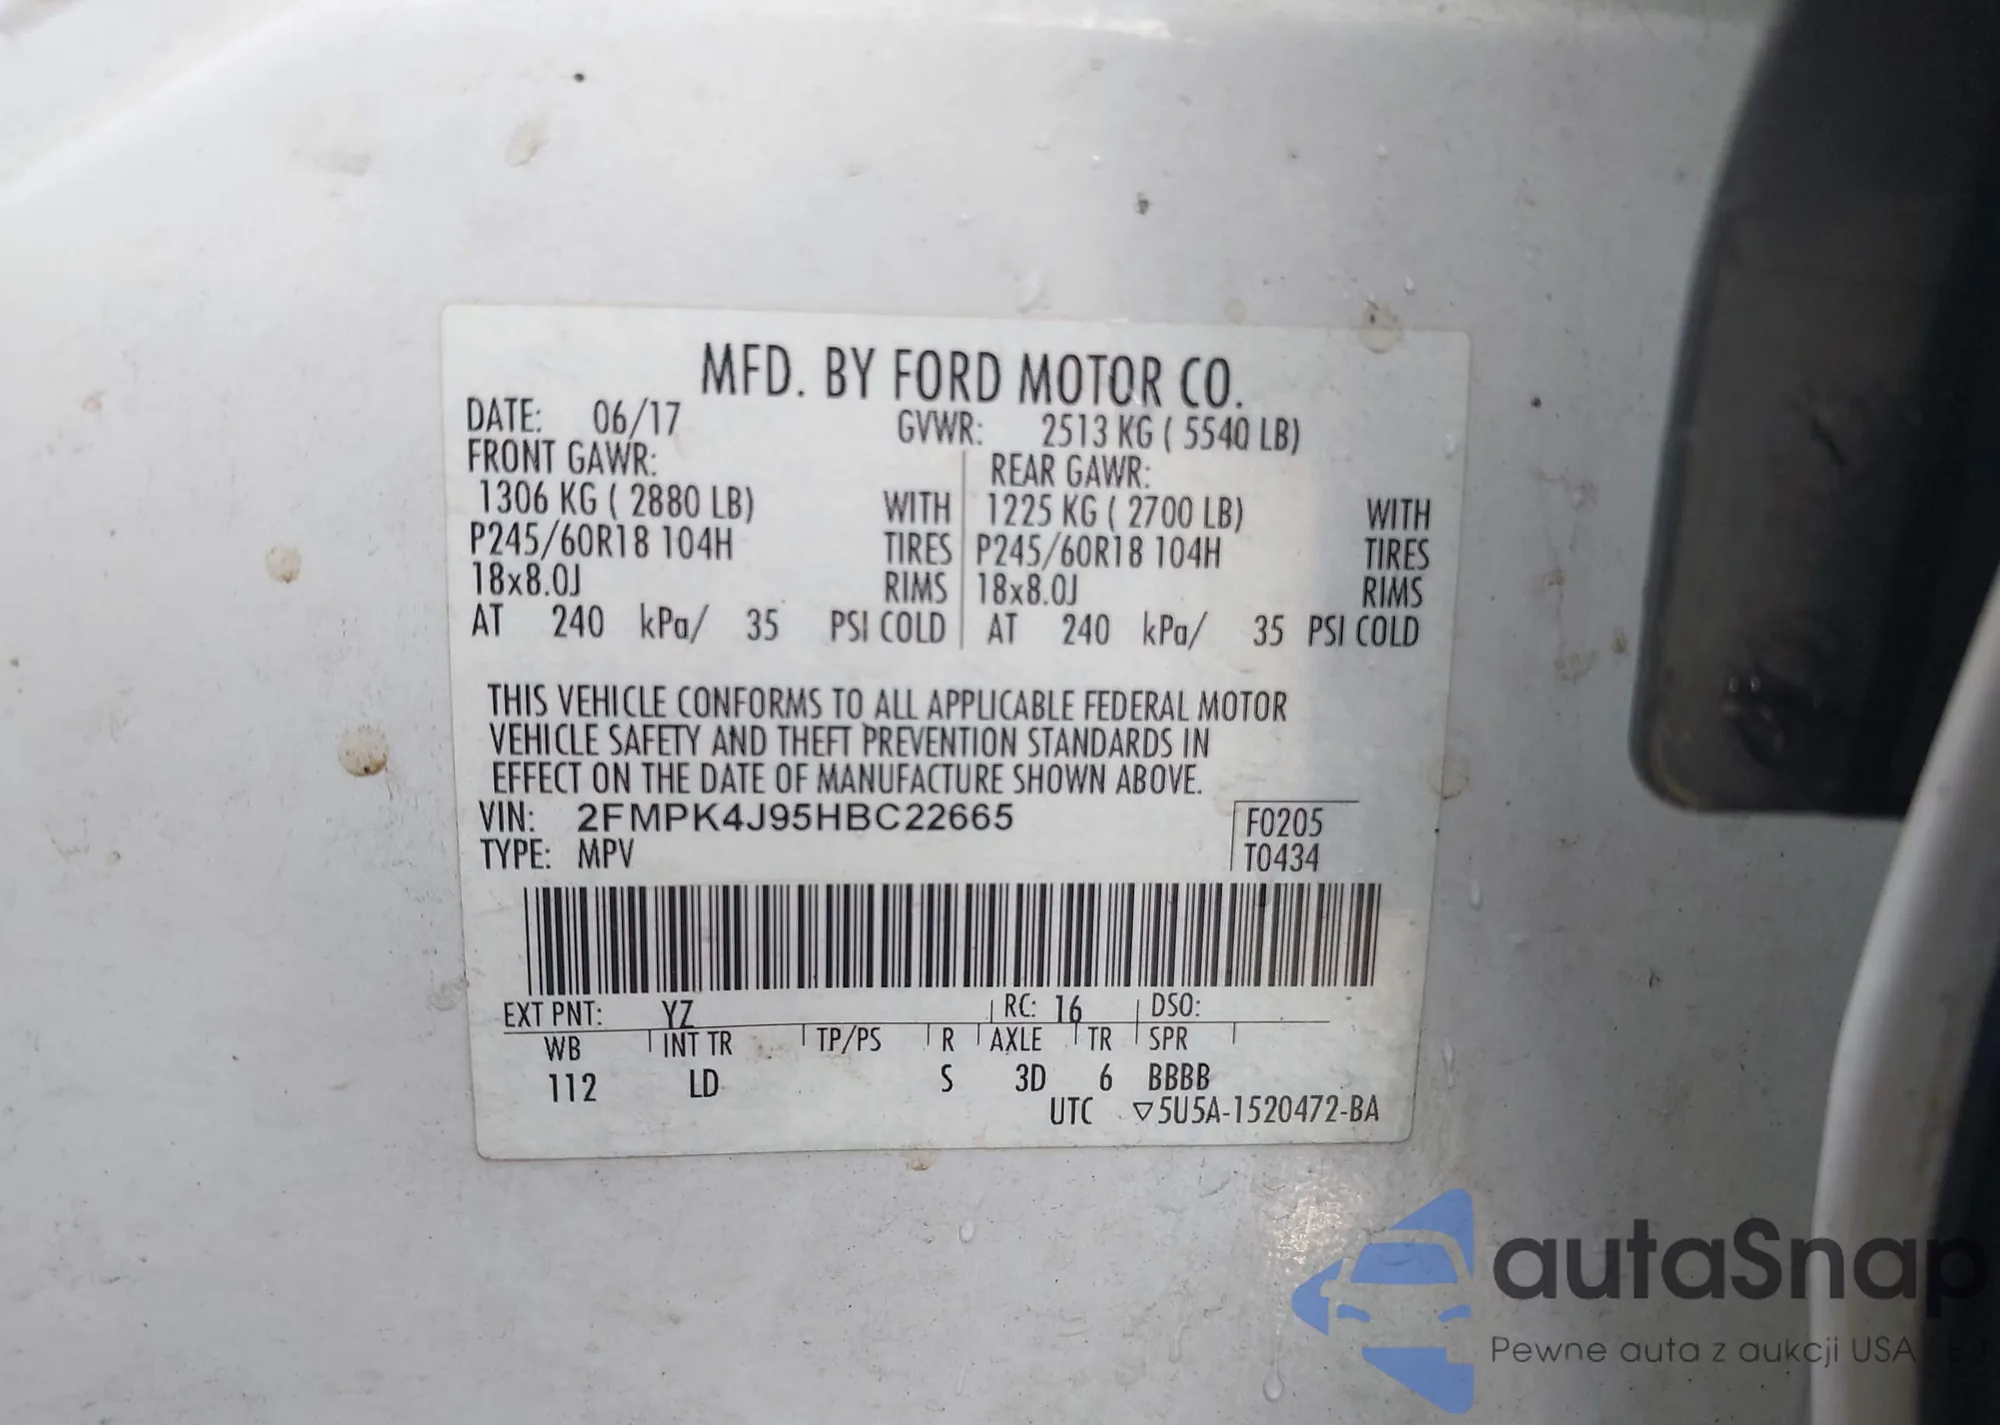 MFD. BY FORD MOTOR CO.
DATE: 06/17 GVWR: 2513 KG ( 5540 LB)
FRONT GAWR: REAR GAWR:
1306 KG ( 2880 LB) WITH 1225 KG ( 2700 LB) WITH
P245/60R18 104H TIRES P245/60R18 104H TIRES
18x8.0J RIMS 18x8.0J RIMS
AT 240 kPa/ 35 PSI COLD AT 240 kPa/ 35 PSI COLD
THIS VEHICLE CONFORMS TO ALL APPLICABLE FEDERAL MOTOR
VEHICLE SAFETY AND THEFT PREVENTION STANDARDS IN
EFFECT ON THE DATE OF MANUFACTURE SHOWN ABOVE.
VIN: 2FMPK4J95HBC22665 F0205
TYPE: MPV T0434
EXT PNT: YZ RC: 16 DSO:
WB INT TR TP/PS R AXLE TR SPR
112 LD S 3D 6 BBBB
UTC ▽5U5A-1520472-BA
autaSnap
Pewne auta z aukcji USA